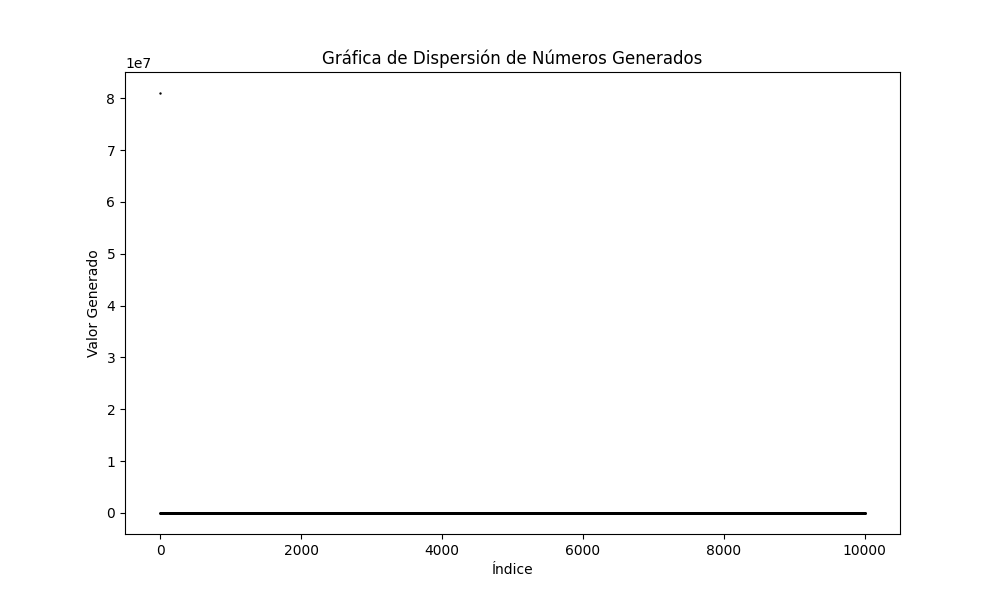 Gráfica de Dispersión de Números Generados
1e7
8
7
6
5
4
3
2
1
0
Valor Generado
0 2000 4000 6000 8000 10000
Índice